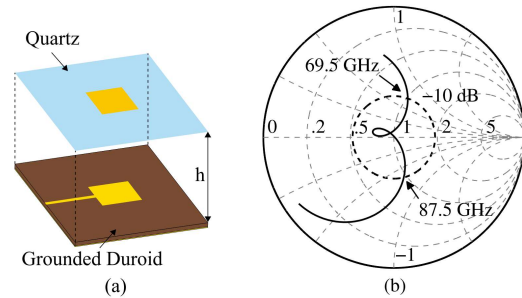 Quartz
h
Grounded Duroid
(a)
1
69.5 GHz
−10 dB
0 .2 .5 1 2 5
87.5 GHz
−1
(b)